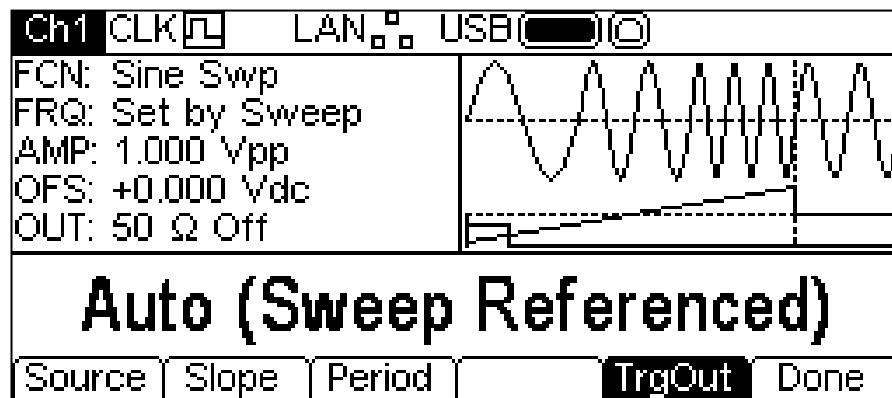 Ch1 CLK LAN USB
FCN: Sine Swp
FRQ: Set by Sweep
AMP: 1.000 Vpp
OFS: +0.000 Vdc
OUT: 50 Ω Off
Auto (Sweep Referenced)
Source Slope Period TrgOut Done